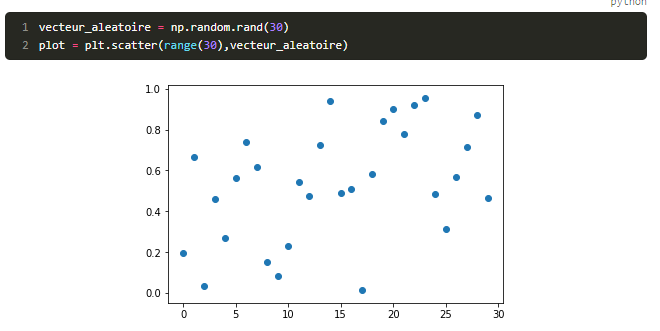 python
1 vecteur_aleatoire = np.random.rand(30)
2 plot = plt.scatter(range(30),vecteur_aleatoire)
1.0
0.8
0.6
0.4
0.2
0.0
0 5 10 15 20 25 30